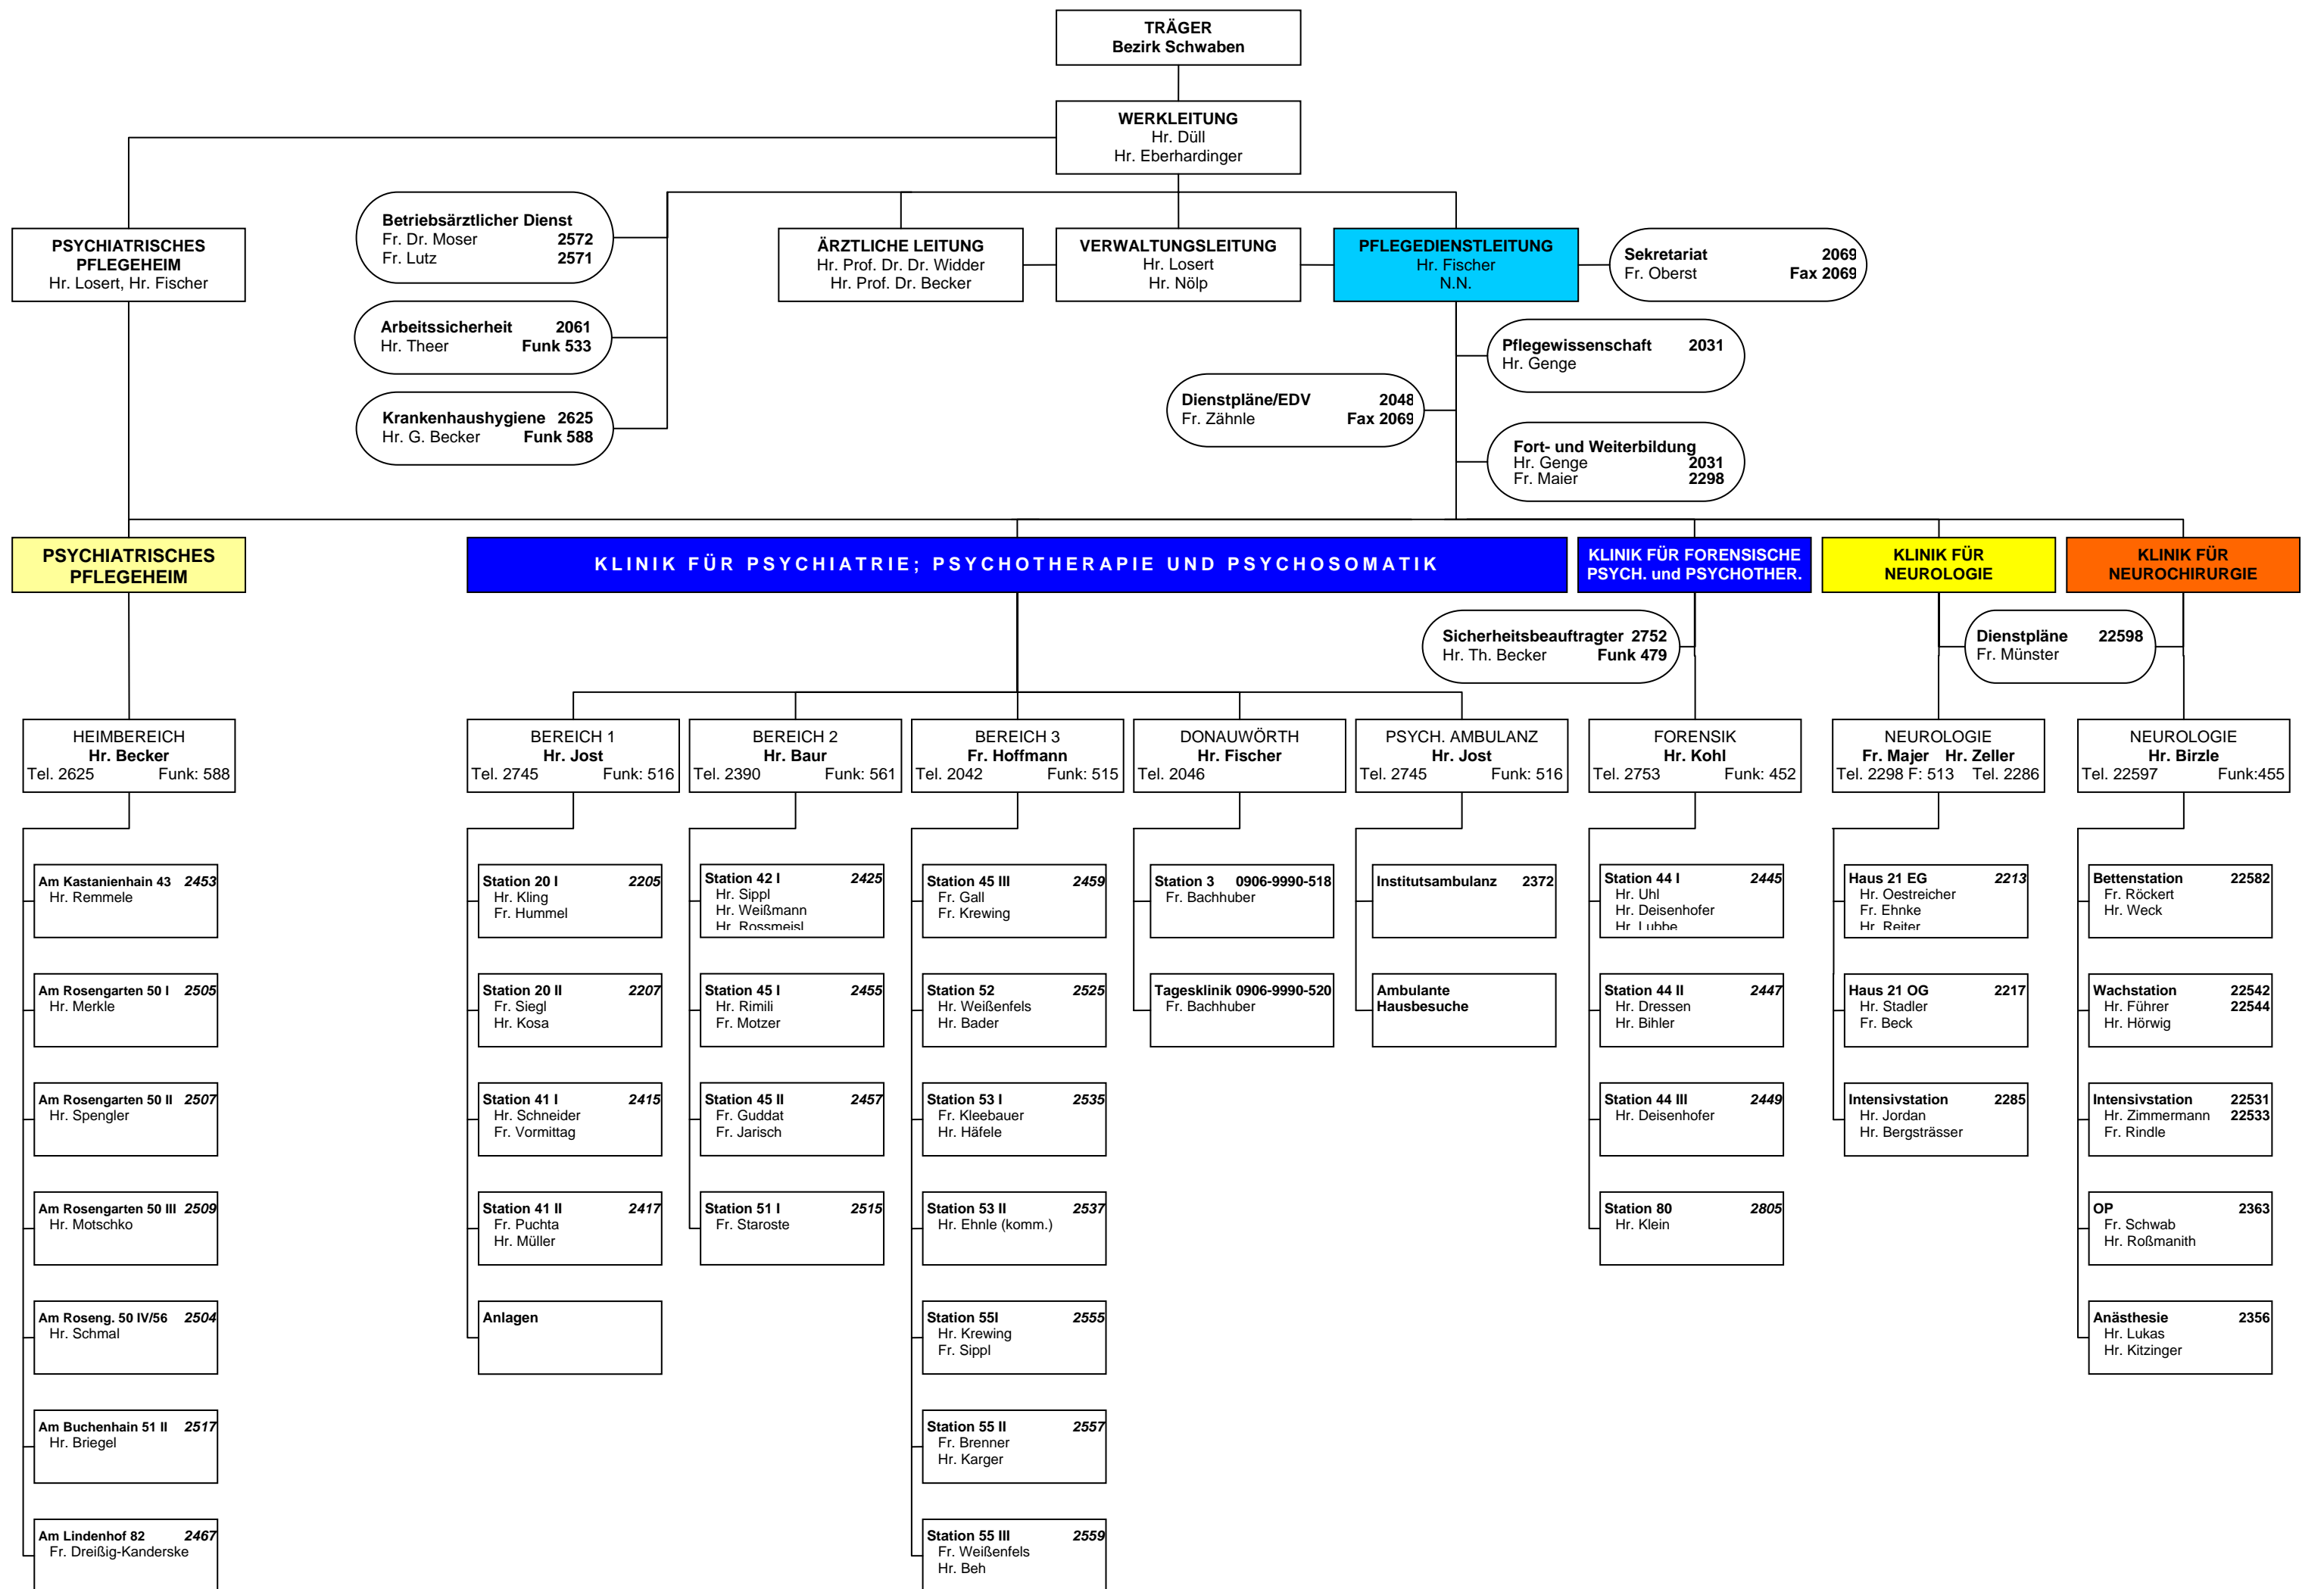 TRÄGER
Bezirk Schwaben
WERKLEITUNG
Hr. Düll
Hr. Eberhardinger
PSYCHIATRISCHES
PFLEGEHEIM
Hr. Losert, Hr. Fischer
Betriebsärztlicher Dienst
Fr. Dr. Moser 2572
Fr. Lutz 2571
Arbeitssicherheit 2061
Hr. Theer Funk 533
Krankenhaushygiene 2625
Hr. G. Becker Funk 588
ÄRZTLICHE LEITUNG
Hr. Prof. Dr. Dr. Widder
Hr. Prof. Dr. Becker
VERWALTUNGSLEITUNG
Hr. Losert
Hr. Nölp
PFLEGEDIENSTLEITUNG
Hr. Fischer
N.N.
Sekretariat 2069
Fr. Oberst Fax 2069
Pflegewissenschaft 2031
Hr. Genge
Dienstpläne/EDV 2048
Fr. Zähnle Fax 2069
Fort- und Weiterbildung
Hr. Genge 2031
Fr. Maier 2298
PSYCHIATRISCHES
PFLEGEHEIM
KLINIK FÜR PSYCHIATRIE; PSYCHOTHERAPIE UND PSYCHOSOMATIK
KLINIK FÜR FORENSISCHE
PSYCH. und PSYCHOTHER.
KLINIK FÜR
NEUROLOGIE
KLINIK FÜR
NEUROCHIRURGIE
Sicherheitsbeauftragter 2752
Hr. Th. Becker Funk 479
Dienstpläne 22598
Fr. Münster
HEIMBEREICH
Hr. Becker
Tel. 2625 Funk: 588
BEREICH 1
Hr. Jost
Tel. 2745 Funk: 516
BEREICH 2
Hr. Baur
Tel. 2390 Funk: 561
BEREICH 3
Fr. Hoffmann
Tel. 2042 Funk: 515
DONAUWÖRTH
Hr. Fischer
Tel. 2046
PSYCH. AMBULANZ
Hr. Jost
Tel. 2745 Funk: 516
FORENSIK
Hr. Kohl
Tel. 2753 Funk: 452
NEUROLOGIE
Fr. Majer Hr. Zeller
Tel. 2298 F: 513 Tel. 2286
NEUROLOGIE
Hr. Birzle
Tel. 22597 Funk:455
Am Kastanienhain 43 2453
Hr. Remmele
Am Rosengarten 50 I 2505
Hr. Merkle
Am Rosengarten 50 II 2507
Hr. Spengler
Am Rosengarten 50 III 2509
Hr. Motschko
Am Roseng. 50 IV/56 2504
Hr. Schmal
Am Buchenhain 51 II 2517
Hr. Briegel
Am Lindenhof 82 2467
Fr. Dreißig-Kanderske
Station 20 I 2205
Hr. Kling
Fr. Hummel
Station 20 II 2207
Fr. Siegl
Hr. Kosa
Station 41 I 2415
Hr. Schneider
Fr. Vormittag
Station 41 II 2417
Fr. Puchta
Hr. Müller
Anlagen
Station 42 I 2425
Hr. Sippl
Hr. Weißmann
Hr. Rossmeisl
Station 45 I 2455
Hr. Rimili
Fr. Motzer
Station 45 II 2457
Fr. Guddat
Fr. Jarisch
Station 51 I 2515
Fr. Staroste
Station 45 III 2459
Fr. Gall
Fr. Krewing
Station 52 2525
Hr. Weißenfels
Hr. Bader
Station 53 I 2535
Fr. Kleebauer
Hr. Häfele
Station 53 II 2537
Hr. Ehnle (komm.)
Station 55I 2555
Hr. Krewing
Fr. Sippl
Station 55 II 2557
Fr. Brenner
Hr. Karger
Station 55 III 2559
Fr. Weißenfels
Hr. Beh
Station 3 0906-9990-518
Fr. Bachhuber
Tagesklinik 0906-9990-520
Fr. Bachhuber
Institutsambulanz 2372
Ambulante
Hausbesuche
Station 44 I 2445
Hr. Uhl
Hr. Deisenhofer
Hr. Lubbe
Station 44 II 2447
Hr. Dressen
Hr. Bihler
Station 44 III 2449
Hr. Deisenhofer
Station 80 2805
Hr. Klein
Haus 21 EG 2213
Hr. Oestreicher
Fr. Ehnke
Hr. Reiter
Haus 21 OG 2217
Hr. Stadler
Fr. Beck
Intensivstation 2285
Hr. Jordan
Hr. Bergsträsser
Bettenstation 22582
Fr. Röckert
Hr. Weck
Wachstation 22542
Hr. Führer 22544
Hr. Hörwig
Intensivstation 22531
Hr. Zimmermann 22533
Fr. Rindle
OP 2363
Fr. Schwab
Hr. Roßmanith
Anästhesie 2356
Hr. Lukas
Hr. Kitzinger